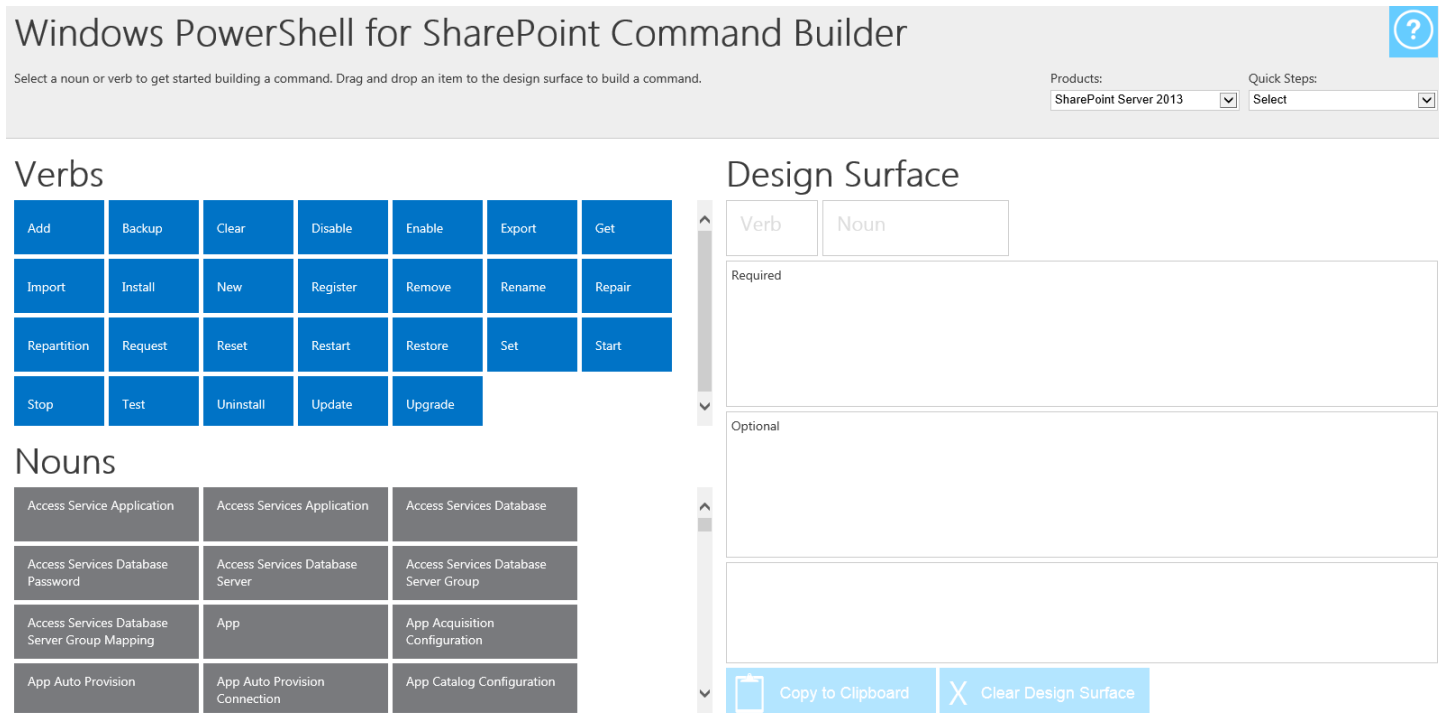 Windows PowerShell for SharePoint Command Builder
?
Select a noun or verb to get started building a command. Drag and drop an item to the design surface to build a command.
Products:
Quick Steps:
SharePoint Server 2013
Select
Verbs
Add
Backup
Clear
Disable
Enable
Export
Get
Import
Install
New
Register
Remove
Rename
Repair
Repartition
Request
Reset
Restart
Restore
Set
Start
Stop
Test
Uninstall
Update
Upgrade
Nouns
Access Service Application
Access Services Application
Access Services Database
Access Services Database
Password
Access Services Database
Server
Access Services Database
Server Group
Access Services Database
Server Group Mapping
App
App Acquisition
Configuration
App Auto Provision
App Auto Provision
Connection
App Catalog Configuration
Design Surface
Verb
Noun
Required
Optional
Copy to Clipboard
X Clear Design Surface